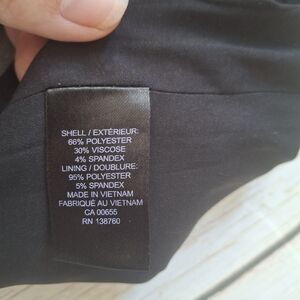 SHELL / EXTÉRIEUR:
66% POLYESTER
30% VISCOSE
4% SPANDEX
LINING / DOUBLURE:
95% POLYESTER
5% SPANDEX
MADE IN VIETNAM
FABRIQUÉ AU VIETNAM
CA 00655
RN 138760